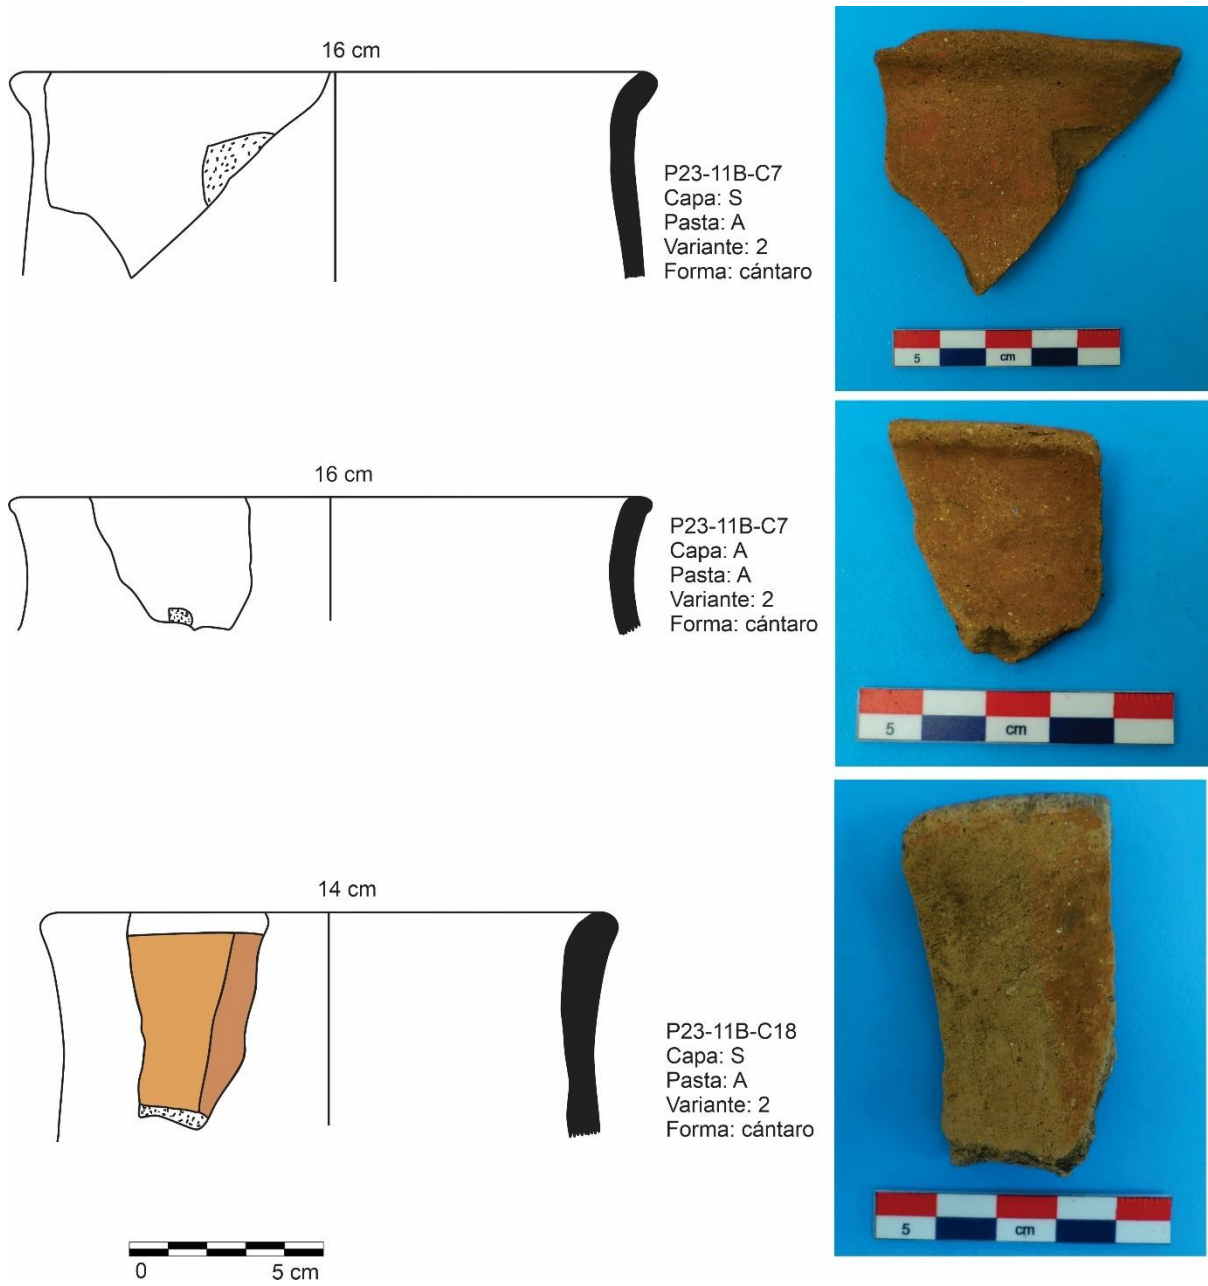 16 cm
P23-11B-C7
Capa: S
Pasta: A
Variante: 2
Forma: cántaro
5 cm
16 cm
P23-11B-C7
Capa: A
Pasta: A
Variante: 2
Forma: cántaro
5 cm
14 cm
P23-11B-C18
Capa: S
Pasta: A
Variante: 2
Forma: cántaro
5 cm
0 5 cm